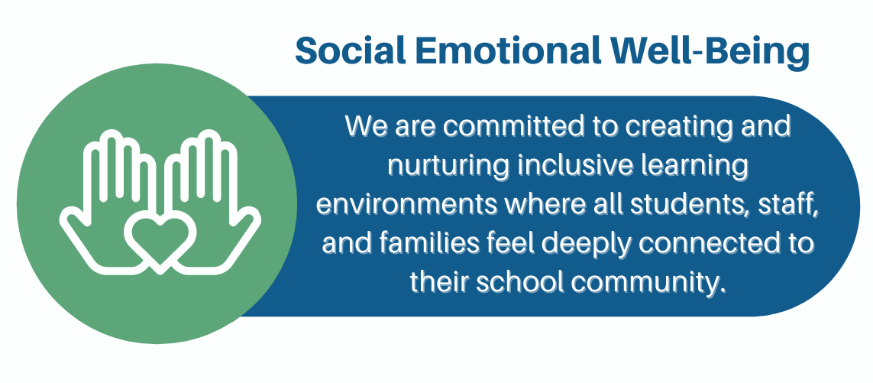 Social Emotional Well-Being
We are committed to creating and
nurturing inclusive learning
environments where all students, staff,
and families feel deeply connected to
their school community.